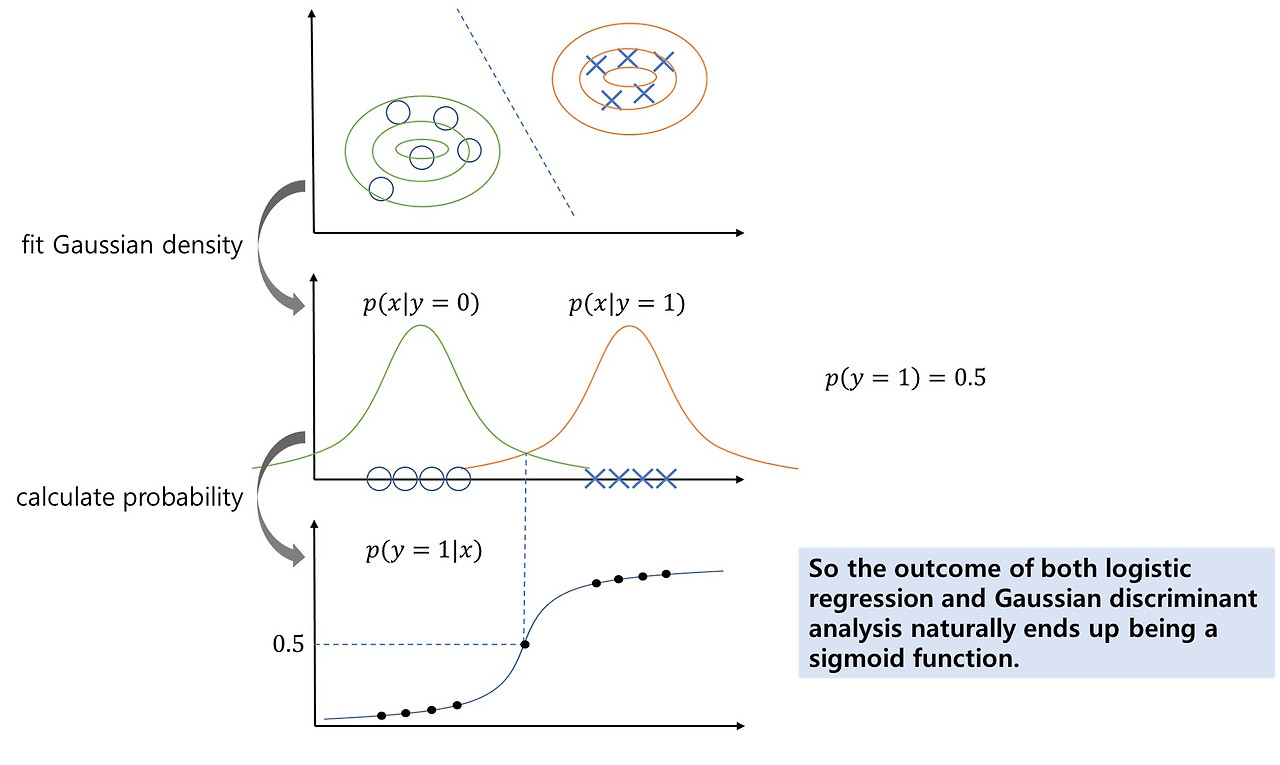 fit Gaussian density
p(x|y = 0)
p(x|y = 1)
p(y = 1) = 0.5
calculate probability
p(y = 1|x)
0.5
So the outcome of both logistic
regression and Gaussian discriminant
analysis naturally ends up being a
sigmoid function.